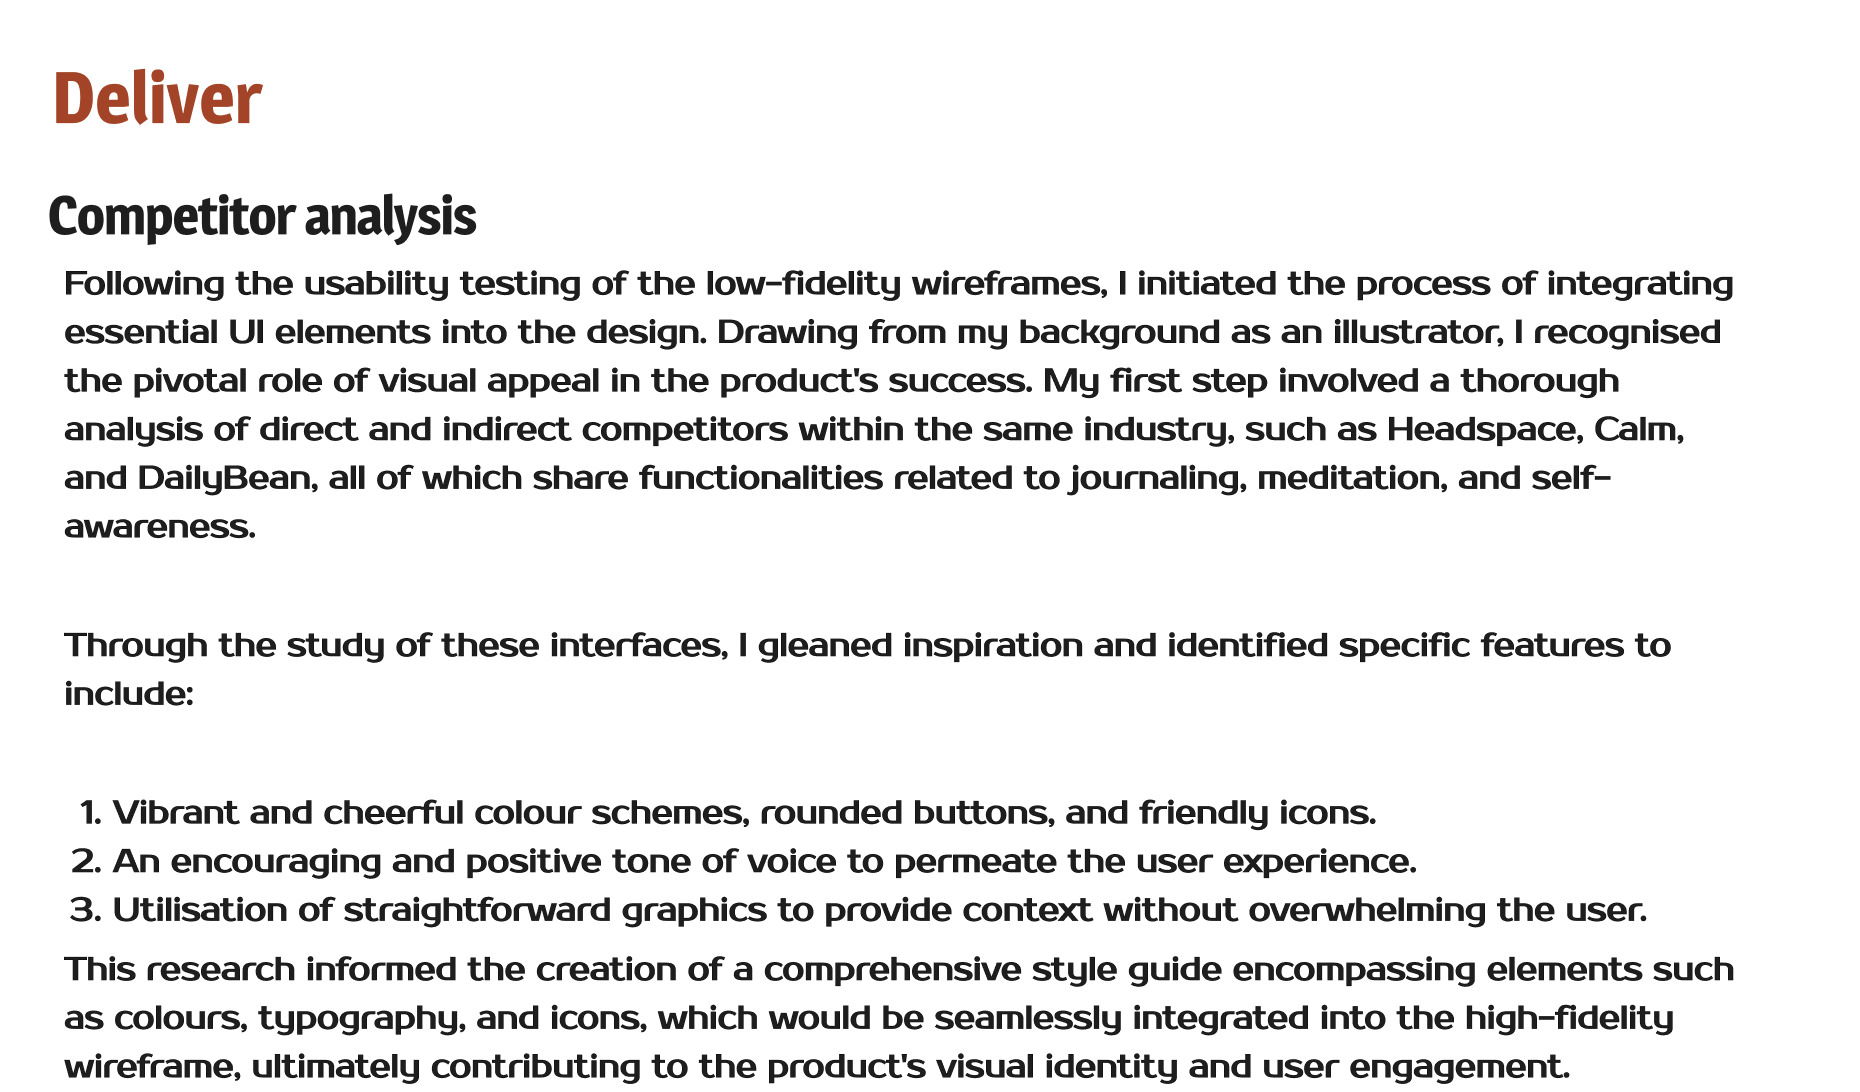 Deliver
Competitor analysis
Following the usability testing of the low-fidelity wireframes, I initiated the process of integrating
essential UI elements into the design. Drawing from my background as an illustrator, I recognised
the pivotal role of visual appeal in the product's success. My first step involved a thorough
analysis of direct and indirect competitors within the same industry, such as Headspace, Calm,
and DailyBean, all of which share functionalities related to journaling, meditation, and self-
awareness.
Through the study of these interfaces, I gleaned inspiration and identified specific features to
include:
1. Vibrant and cheerful colour schemes, rounded buttons, and friendly icons.
2. An encouraging and positive tone of voice to permeate the user experience.
3. Utilisation of straightforward graphics to provide context without overwhelming the user.
This research informed the creation of a comprehensive style guide encompassing elements such
as colours, typography, and icons, which would be seamlessly integrated into the high-fidelity
wireframe, ultimately contributing to the product's visual identity and user engagement.